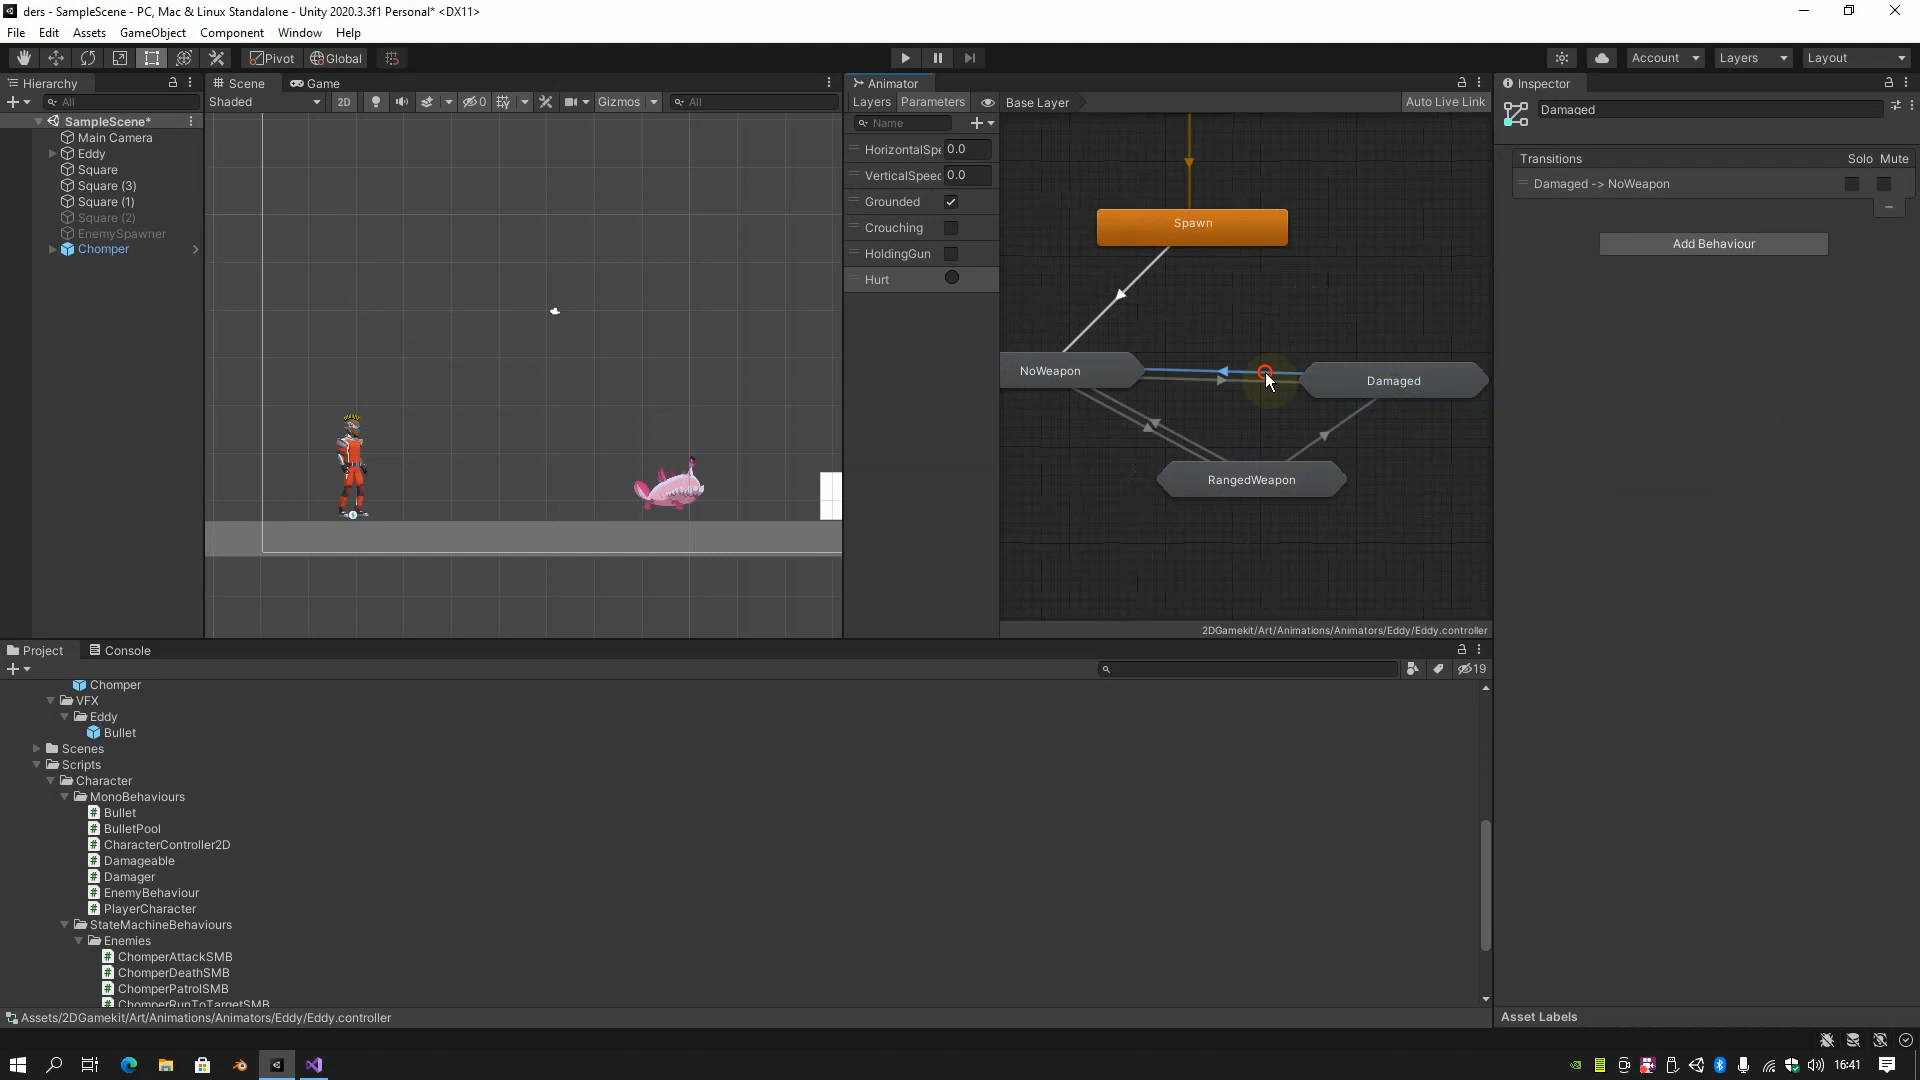 ders - SampleScene - PC, Mac & Linux Standalone - Unity 2020.3.3f1 Personal* <DX11>
File Edit Assets GameObject Component Window Help
Pivot Global Account Layers Layout
Hierarchy
All
SampleScene*
Main Camera
Eddy
Square
Square (3)
Square (1)
Square (2)
EnemySpawner
Chomper
Scene Game
Shaded 2D 0 Gizmos All
Animator
Layers Parameters Base Layer Auto Live Link
Name
HorizontalSpe 0.0
VerticalSpeed 0.0
Grounded
Crouching
HoldingGun
Hurt
Spawn
NoWeapon
Damaged
RangedWeapon
2DGamekit/Art/Animations/Animators/Eddy/Eddy.controller
Inspector
Damaged
Transitions Solo Mute
Damaged -> NoWeapon
Add Behaviour
Asset Labels
Project Console
19
Chomper
VFX
Eddy
Bullet
Scenes
Scripts
Character
MonoBehaviours
Bullet
BulletPool
CharacterController2D
Damageable
Damager
EnemyBehaviour
PlayerCharacter
StateMachineBehaviours
Enemies
ChomperAttackSMB
ChomperDeathSMB
ChomperPatrolSMB
ChomperRunToTargetSMB
Assets/2DGamekit/Art/Animations/Animators/Eddy/Eddy.controller
16:41